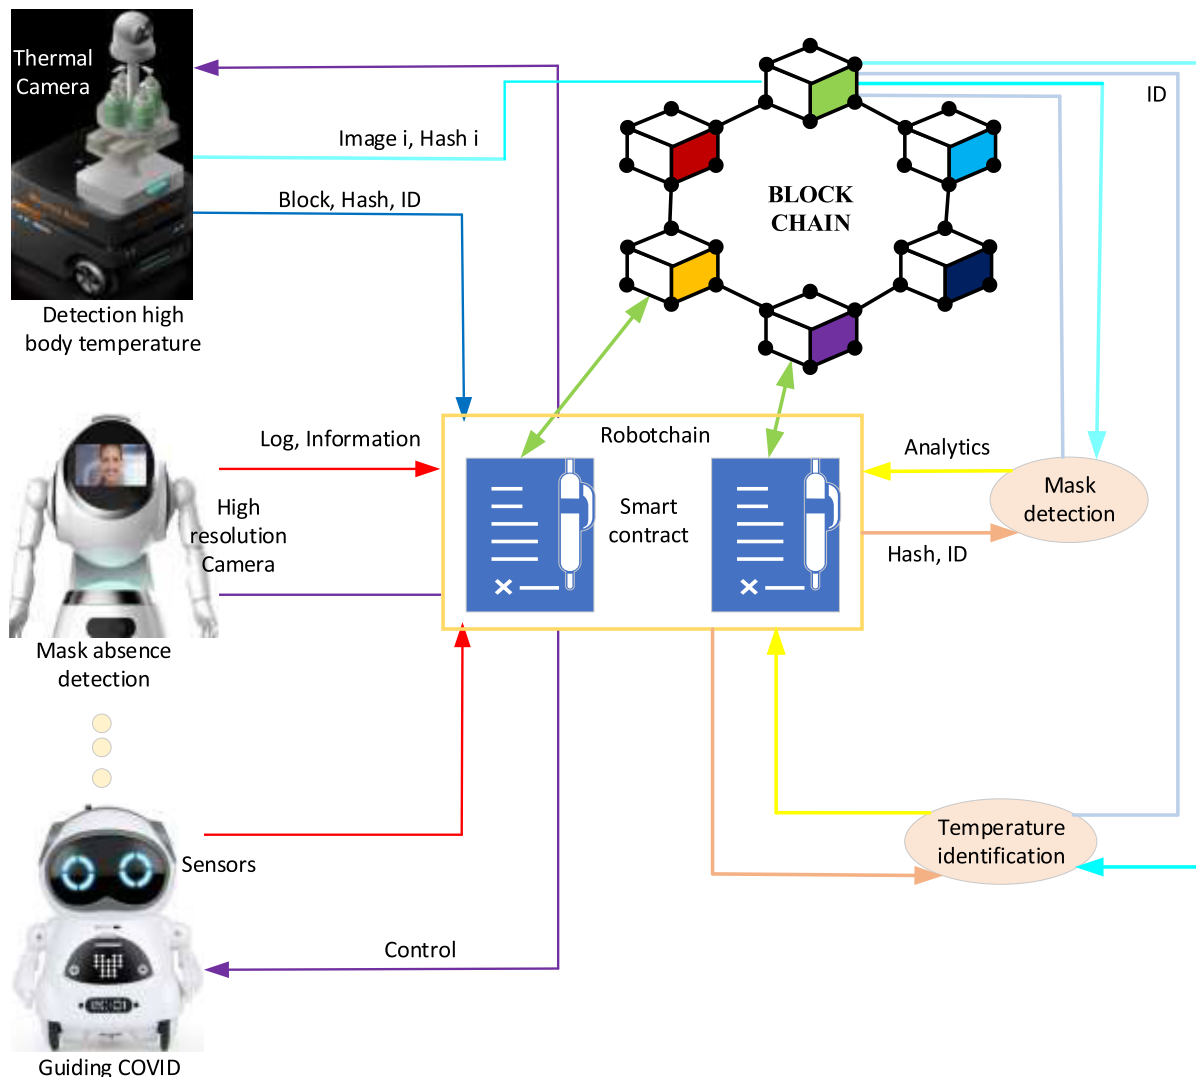 Thermal
Camera
Image i, Hash i
Block, Hash, ID
Detection high
body temperature
BLOCK
CHAIN
ID
Log, Information
High
resolution
Camera
Mask absence
detection
Robotchain
Smart
contract
Analytics
Mask
detection
Hash, ID
Sensors
Temperature
identification
Control
Guiding COVID